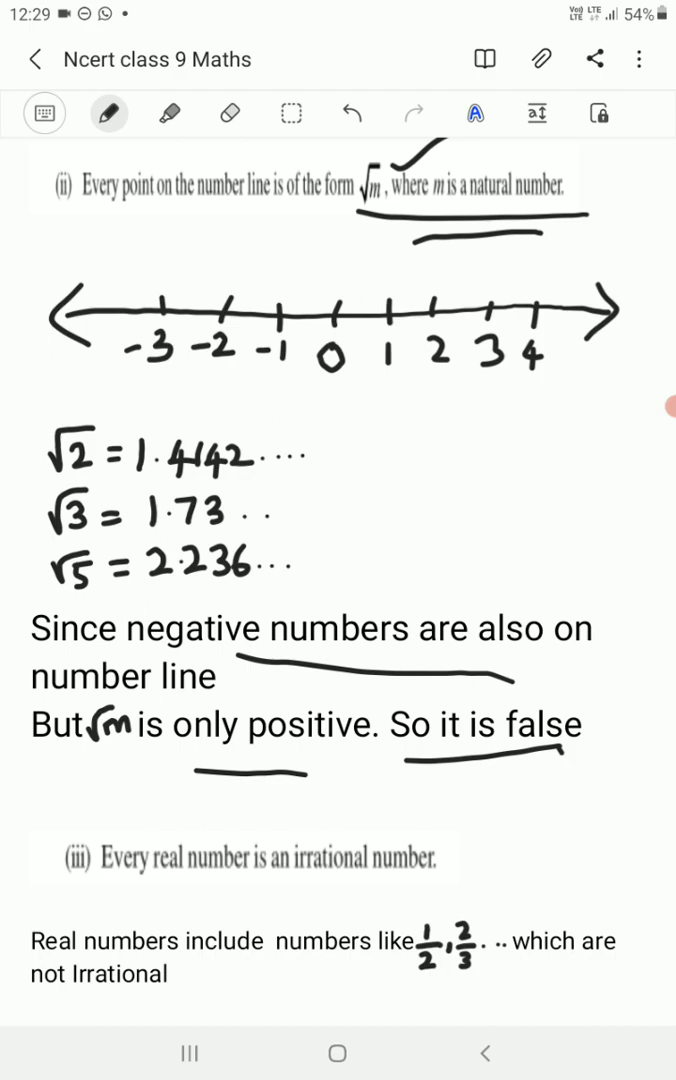 12:29 Vo) LTE LTE 54%
Ncert class 9 Maths
A a
(ii) Every point on the number line is of the form √m , where m is a natural number.
-3 -2 -1 0 1 2 3 4
√2 = 1.4142....
√3 = 1.73 ..
√5 = 2.236...
Since negative numbers are also on
number line
But √m is only positive. So it is false
(iii) Every real number is an irrational number.
Real numbers include numbers like 1/2, 2/3. .. which are
not Irrational